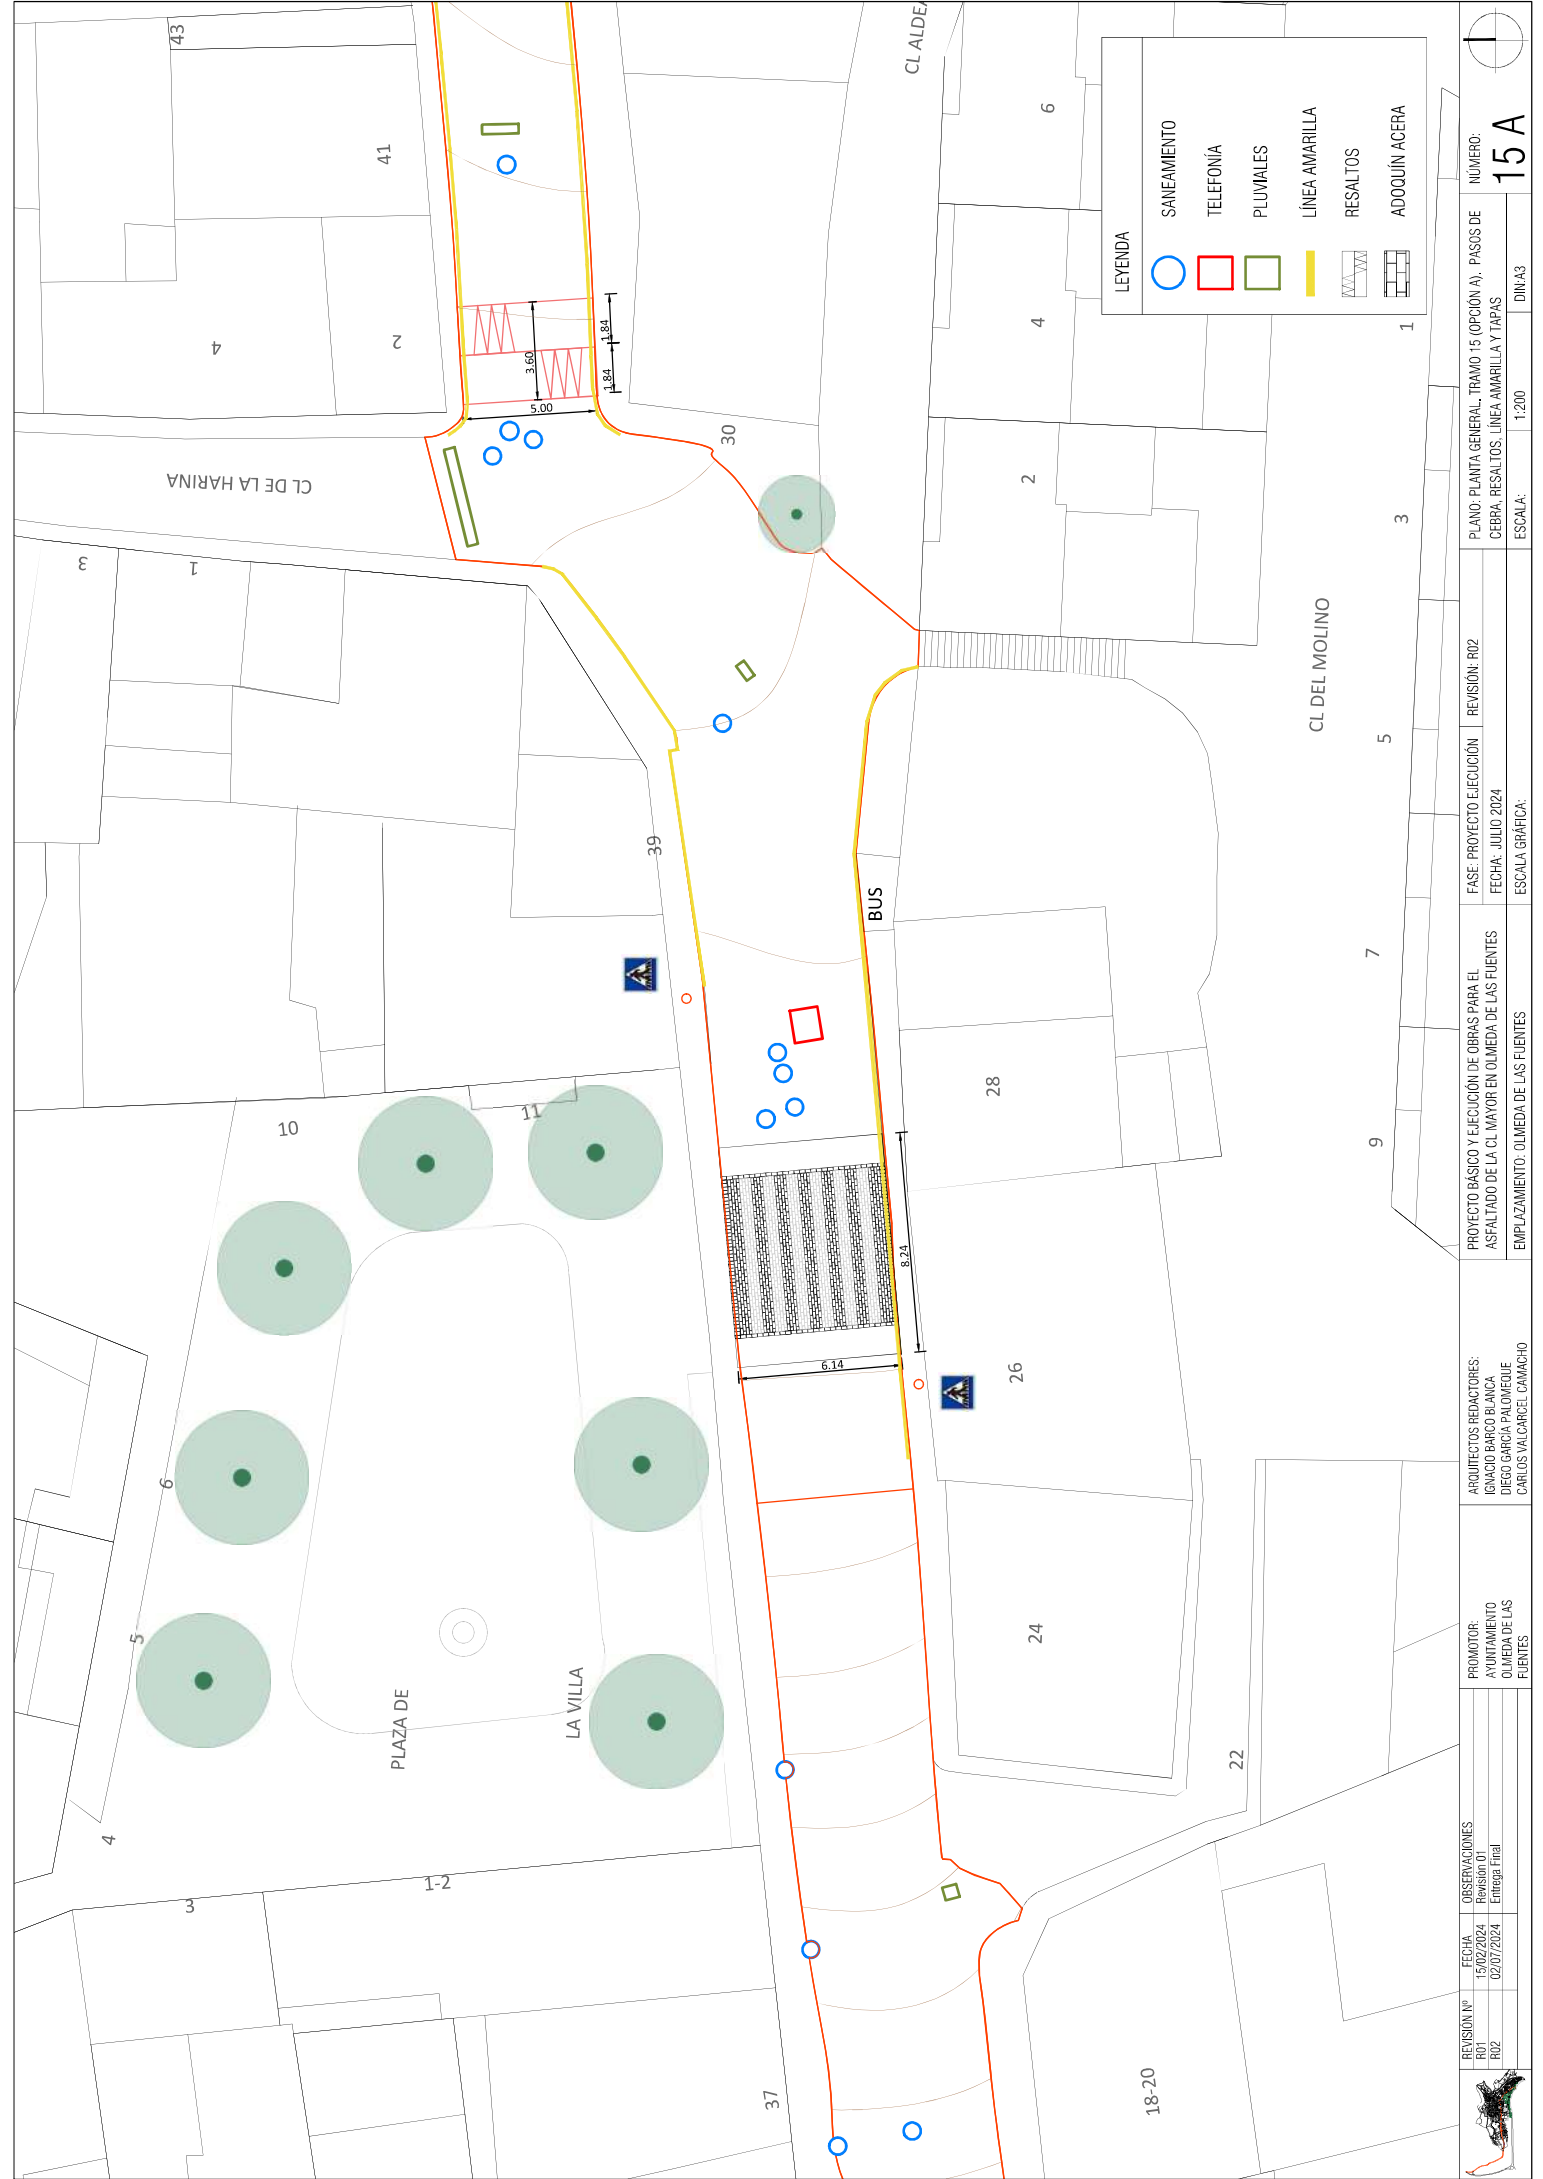 43
41
4
2
CL DE LA HARINA
3
1
39
30
CL ALDEA
6
4
2
1
3
5
7
9
CL DEL MOLINO
BUS
28
26
24
22
18-20
37
10
11
6
5
4
3
1-2
PLAZA DE
LA VILLA
3.60
1.84
1.84
5.00
8.24
6.14
LEYENDA
SANEAMIENTO
TELEFONÍA
PLUVIALES
LÍNEA AMARILLA
RESALTOS
ADOQUÍN ACERA
REVISIÓN Nº FECHA OBSERVACIONES
R01 15/02/2024 Revisión 01
R02 02/07/2024 Entrega Final
PROMOTOR:
AYUNTAMIENTO
OLMEDA DE LAS
FUENTES
ARQUITECTOS REDACTORES:
IGNACIO BARCO BLANCA
DIEGO GARCÍA PALOMEQUE
CARLOS VALCARCEL CAMACHO
PROYECTO BÁSICO Y EJECUCIÓN DE OBRAS PARA EL
ASFALTADO DE LA CL MAYOR EN OLMEDA DE LAS FUENTES
EMPLAZAMIENTO: OLMEDA DE LAS FUENTES
FASE: PROYECTO EJECUCIÓN REVISIÓN: R02
FECHA: JULIO 2024
ESCALA GRÁFICA:
PLANO: PLANTA GENERAL, TRAMO 15 (OPCIÓN A). PASOS DE
CEBRA, RESALTOS, LÍNEA AMARILLA Y TAPAS
ESCALA: 1:200 DIN:A3
NÚMERO:
15 A